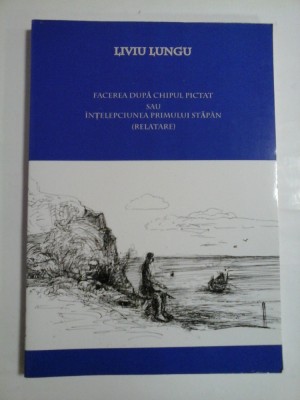 LIVIU LUNGU
FACEREA DUPĂ CHIPUL PICTAT
SAU
ÎNȚELEPCIUNEA PRIMULUI STĂPÂN
(RELATARE)